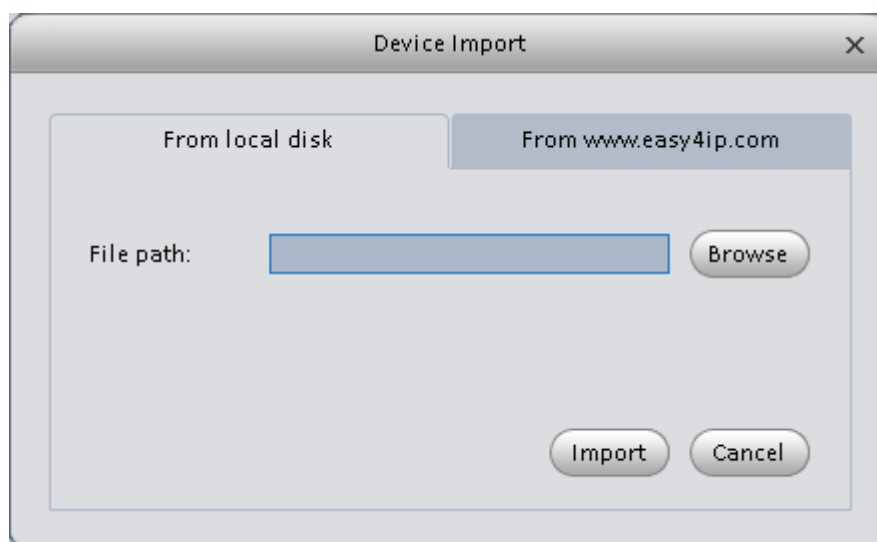 Device Import
From local disk
From www.easy4ip.com
File path:
Browse
Import
Cancel